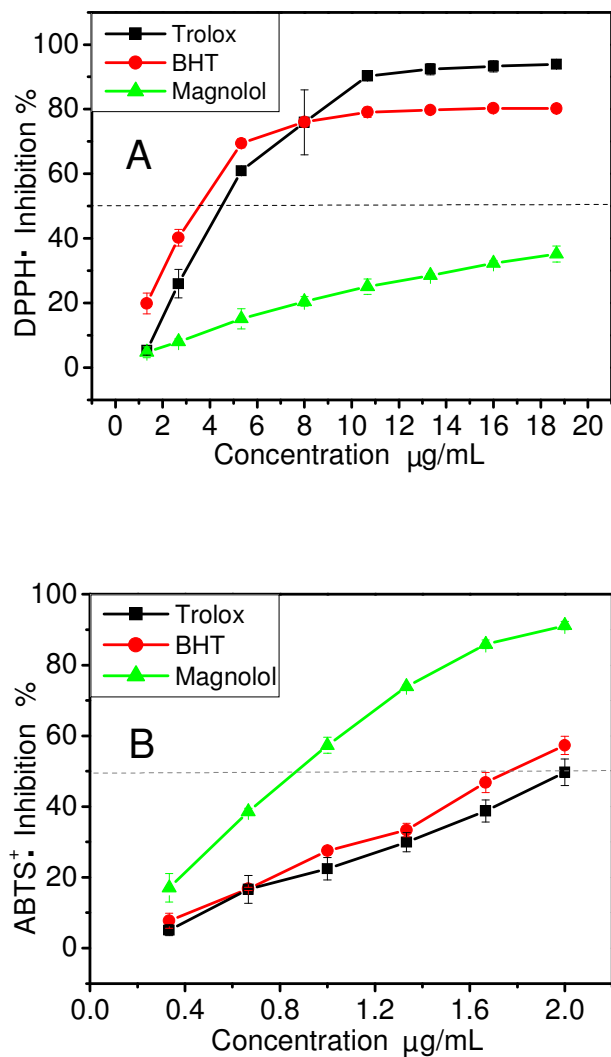 Trolox
BHT
Magnolol
A
DPPH· Inhibition %
100
80
60
40
20
0
0 2 4 6 8 10 12 14 16 18 20
Concentration µg/mL
Trolox
BHT
Magnolol
B
ABTS⁺· Inhibition %
100
80
60
40
20
0
0.0 0.4 0.8 1.2 1.6 2.0
Concentration µg/mL